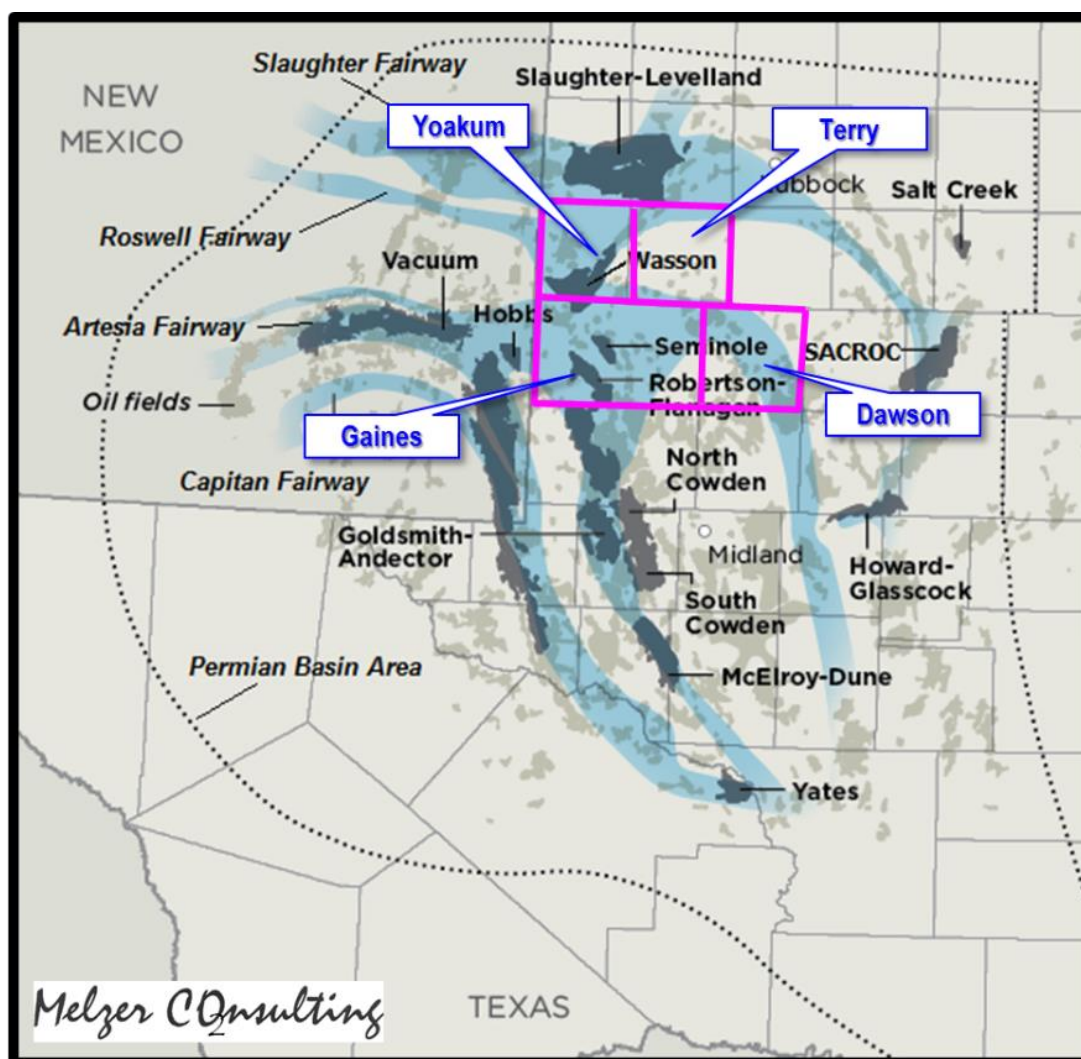 Slaughter Fairway
Slaughter-Levelland
NEW
MEXICO
Yoakum
Terry
Lubbock
Salt Creek
Roswell Fairway
Vacuum
Wasson
Hobbs
Artesia Fairway
Seminole
SACROC
Robertson-
Flanagan
Oil fields
Gaines
Dawson
Capitan Fairway
North
Cowden
Goldsmith-
Andector
Midland
Howard-
Glasscock
South
Cowden
Permian Basin Area
McElroy-Dune
Yates
Melzer CO2nsulting
TEXAS